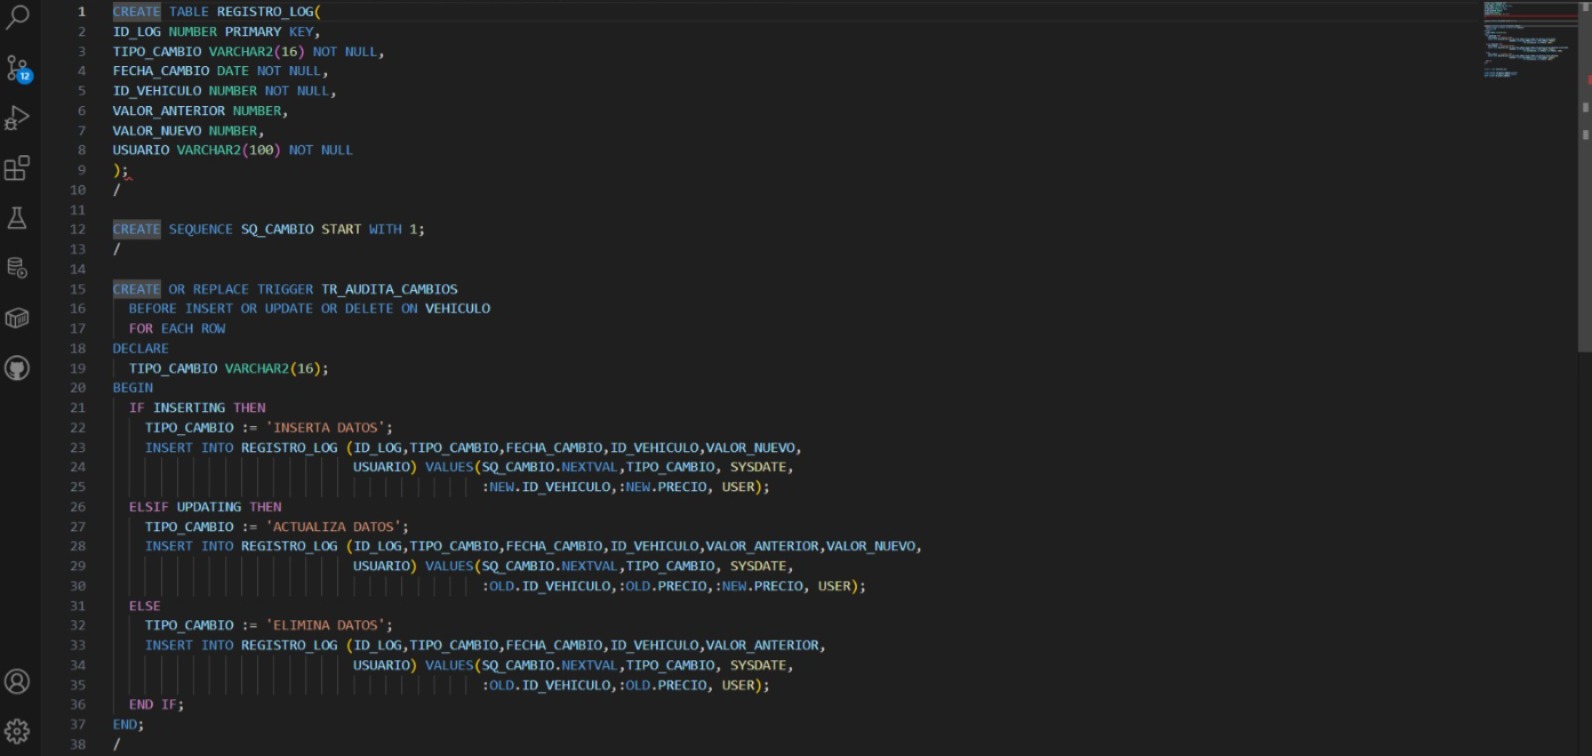 1 CREATE TABLE REGISTRO_LOG(
2 ID_LOG NUMBER PRIMARY KEY,
3 TIPO_CAMBIO VARCHAR2(16) NOT NULL,
4 FECHA_CAMBIO DATE NOT NULL,
5 ID_VEHICULO NUMBER NOT NULL,
6 VALOR_ANTERIOR NUMBER,
7 VALOR_NUEVO NUMBER,
8 USUARIO VARCHAR2(100) NOT NULL
9 );
10 /
11
12 CREATE SEQUENCE SQ_CAMBIO START WITH 1;
13 /
14
15 CREATE OR REPLACE TRIGGER TR_AUDITA_CAMBIOS
16 BEFORE INSERT OR UPDATE OR DELETE ON VEHICULO
17 FOR EACH ROW
18 DECLARE
19 TIPO_CAMBIO VARCHAR2(16);
20 BEGIN
21 IF INSERTING THEN
22 TIPO_CAMBIO := 'INSERTA DATOS';
23 INSERT INTO REGISTRO_LOG (ID_LOG,TIPO_CAMBIO,FECHA_CAMBIO,ID_VEHICULO,VALOR_NUEVO,
24 USUARIO) VALUES(SQ_CAMBIO.NEXTVAL,TIPO_CAMBIO, SYSDATE,
25 :NEW.ID_VEHICULO,:NEW.PRECIO, USER);
26 ELSIF UPDATING THEN
27 TIPO_CAMBIO := 'ACTUALIZA DATOS';
28 INSERT INTO REGISTRO_LOG (ID_LOG,TIPO_CAMBIO,FECHA_CAMBIO,ID_VEHICULO,VALOR_ANTERIOR,VALOR_NUEVO,
29 USUARIO) VALUES(SQ_CAMBIO.NEXTVAL,TIPO_CAMBIO, SYSDATE,
30 :OLD.ID_VEHICULO,:OLD.PRECIO,:NEW.PRECIO, USER);
31 ELSE
32 TIPO_CAMBIO := 'ELIMINA DATOS';
33 INSERT INTO REGISTRO_LOG (ID_LOG,TIPO_CAMBIO,FECHA_CAMBIO,ID_VEHICULO,VALOR_ANTERIOR,
34 USUARIO) VALUES(SQ_CAMBIO.NEXTVAL,TIPO_CAMBIO, SYSDATE,
35 :OLD.ID_VEHICULO,:OLD.PRECIO, USER);
36 END IF;
37 END;
38 /
12